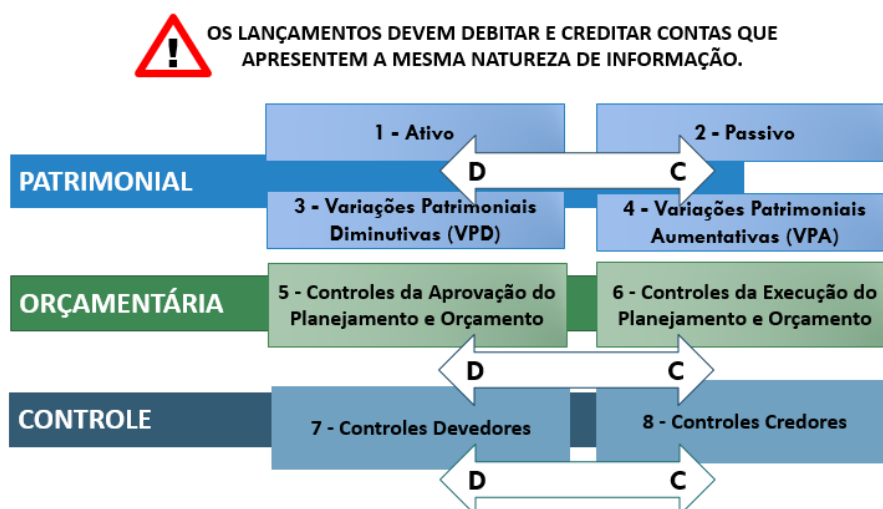 !
OS LANÇAMENTOS DEVEM DEBITAR E CREDITAR CONTAS QUE
APRESENTEM A MESMA NATUREZA DE INFORMAÇÃO.
1 - Ativo
2 - Passivo
D
C
PATRIMONIAL
3 - Variações Patrimoniais
Diminutivas (VPD)
4 - Variações Patrimoniais
Aumentativas (VPA)
ORÇAMENTÁRIA
5 - Controles da Aprovação do
Planejamento e Orçamento
6 - Controles da Execução do
Planejamento e Orçamento
D
C
CONTROLE
7 - Controles Devedores
8 - Controles Credores
D
C